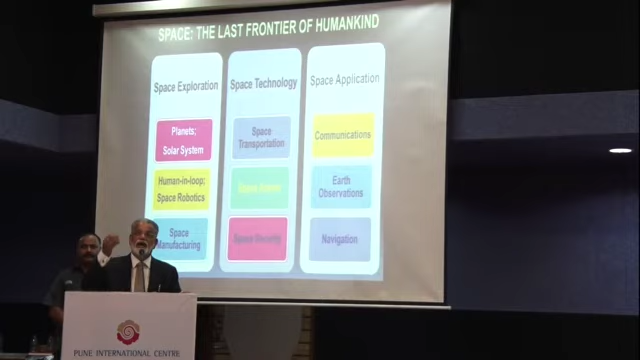 SPACE: THE LAST FRONTIER OF HUMANKIND
Space Exploration
Planets;
Solar System
Human-in-loop;
Space Robotics
Space
Manufacturing
Space Technology
Space
Transportation
Space
Space Security
Space Application
Communications
Earth
Observations
Navigation
PUNE INTERNATIONAL CENTRE